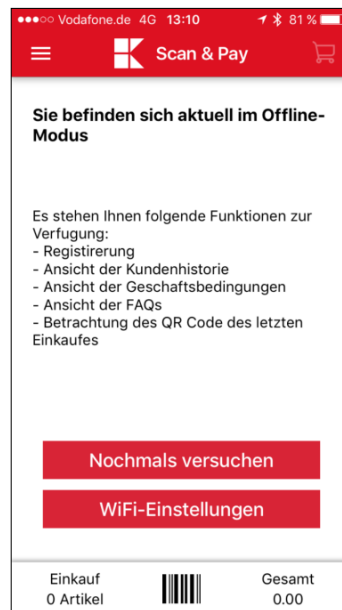 Vodafone.de 4G 13:10 81 %
Scan & Pay
Sie befinden sich aktuell im Offline-
Modus
Es stehen Ihnen folgende Funktionen zur
Verfugung:
- Registrierung
- Ansicht der Kundenhistorie
- Ansicht der Geschaftsbedingungen
- Ansicht der FAQs
- Betrachtung des QR Code des letzten
Einkaufes
Nochmals versuchen
WiFi-Einstellungen
Einkauf Gesamt
0 Artikel 0.00